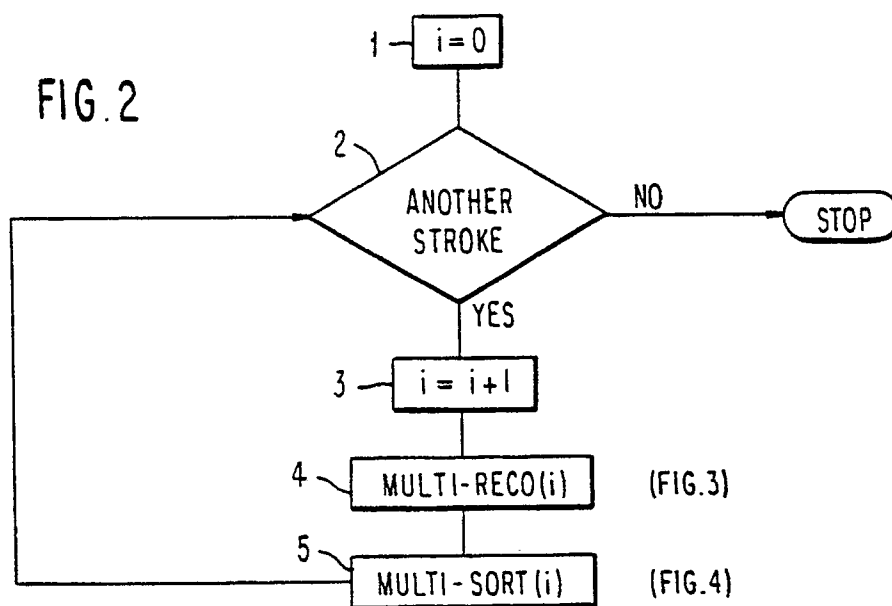 FIG.2
1
i=0
2
ANOTHER
STROKE
NO
STOP
YES
3
i = i+1
4
MULTI-RECO(i)
(FIG.3)
5
MULTI-SORT(i)
(FIG.4)